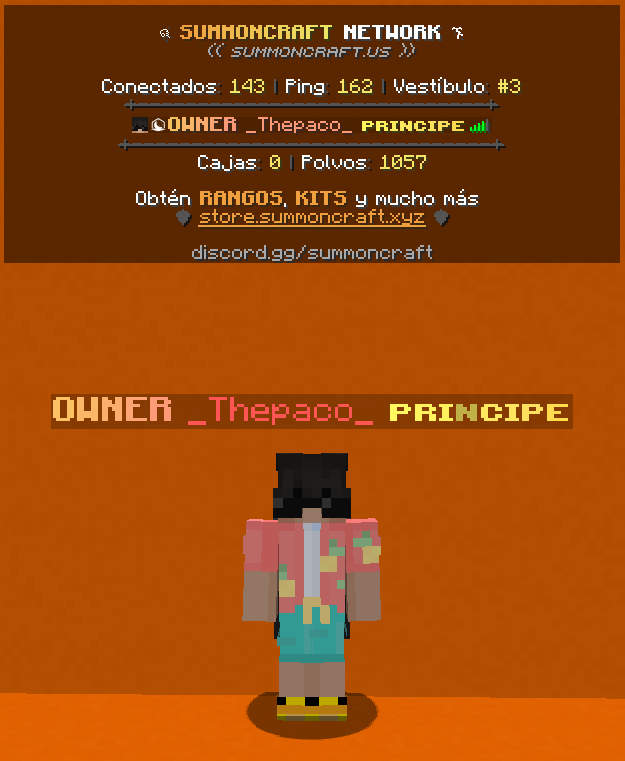 SUMMONCRAFT NETWORK
(( SUMMONCRAFT.US ))
Conectados: 143 | Ping: 162 | Vestíbulo: #3
OWNER _Thepaco_ PRINCIPE
Cajas: 0 | Polvos: 1057
Obtén RANGOS, KITS y mucho más
store.summoncraft.xyz
discord.gg/summoncraft
OWNER _Thepaco_ PRINCIPE